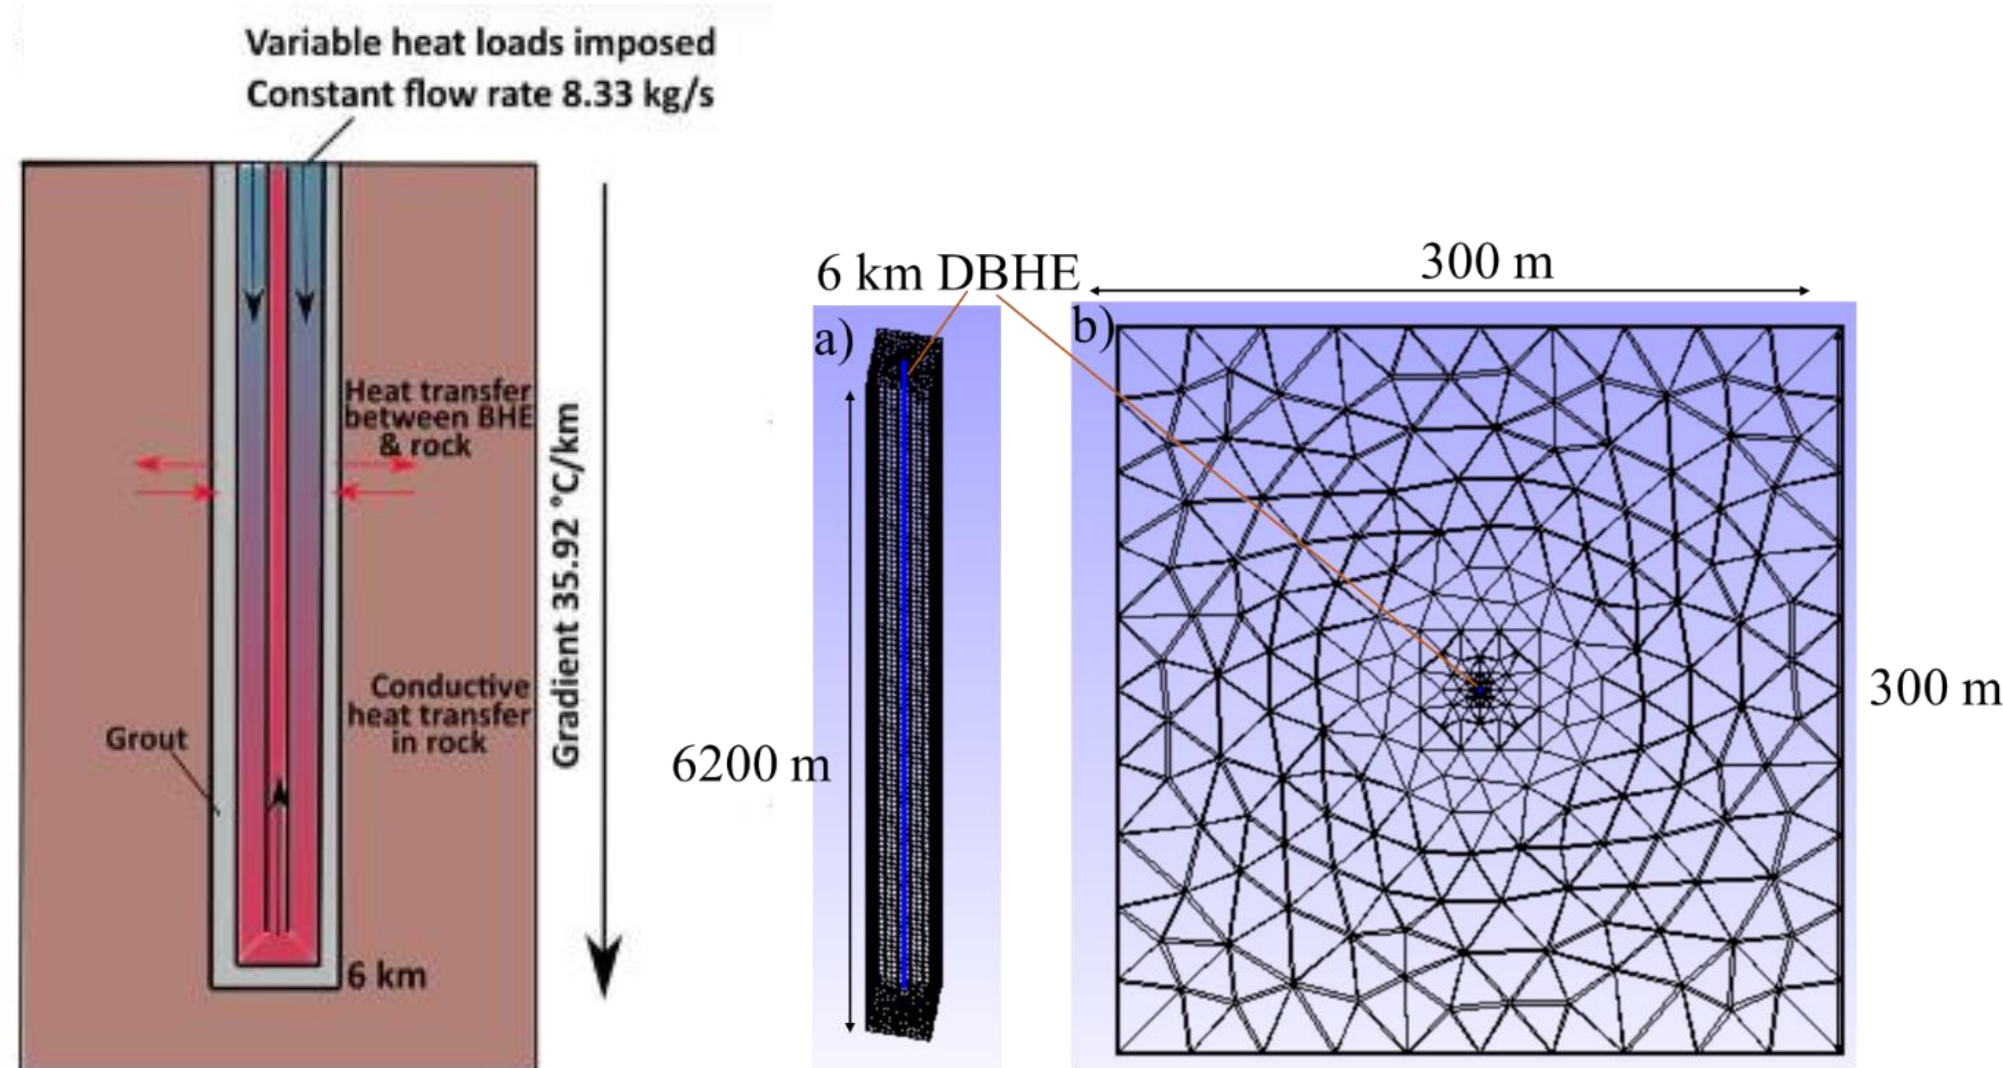 Variable heat loads imposed
Constant flow rate 8.33 kg/s
Heat transfer
between BHE
& rock
Gradient 35.92 °C/km
Conductive
heat transfer
in rock
Grout
6 km
6 km DBHE
a)
6200 m
b)
300 m
300 m